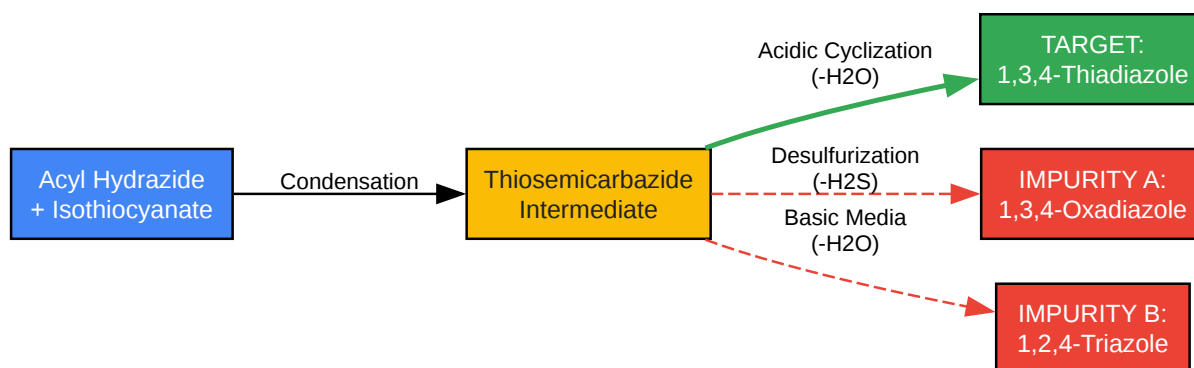 Acyl Hydrazide
+ Isothiocyanate
Condensation
Thiosemicarbazide
Intermediate
Acidic Cyclization
(-H2O)
TARGET:
1,3,4-Thiadiazole
Desulfurization
(-H2S)
IMPURITY A:
1,3,4-Oxadiazole
Basic Media
(-H2O)
IMPURITY B:
1,2,4-Triazole